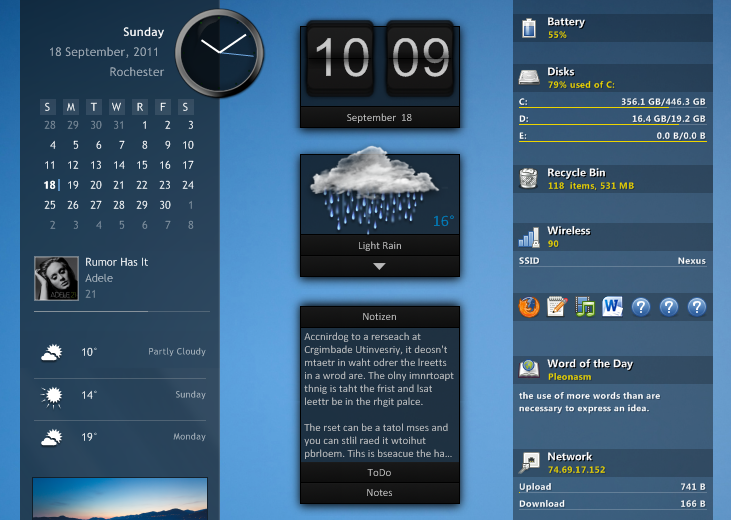 Sunday
18 September, 2011
Rochester
S M T W R F S
28 29 30 31 1 2 3
4 5 6 7 8 9 10
11 12 13 14 15 16 17
18 19 20 21 22 23 24
25 26 27 28 29 30 1
2 3 4 5 6 7 8
Rumor Has It
Adele
21
ADELE 21
10° Partly Cloudy
14° Sunday
19° Monday
10 09
September 18
16°
Light Rain
Notizen
Accnirdog to a rerseach at
Crgimbade Utinvesriy, it deosn't
mtaetr in waht odrer the lreetts
in a wrod are. The olny imnrtoapt
thnig is taht the frist and lsat
leettr be in the rhgit palce.
The rset can be a tatol mses and
you can stlil raed it wtoihut
pbrloem. Tihs is bseacue the ha...
ToDo
Notes
Battery
55%
Disks
79% used of C:
C: 356.1 GB/446.3 GB
D: 16.4 GB/19.2 GB
E: 0.0 B/0.0 B
Recycle Bin
118 items, 531 MB
Wireless
90
SSID Nexus
W ? ? ?
Word of the Day
Pleonasm
the use of more words than are
necessary to express an idea.
Network
74.69.17.152
Upload 741 B
Download 166 B